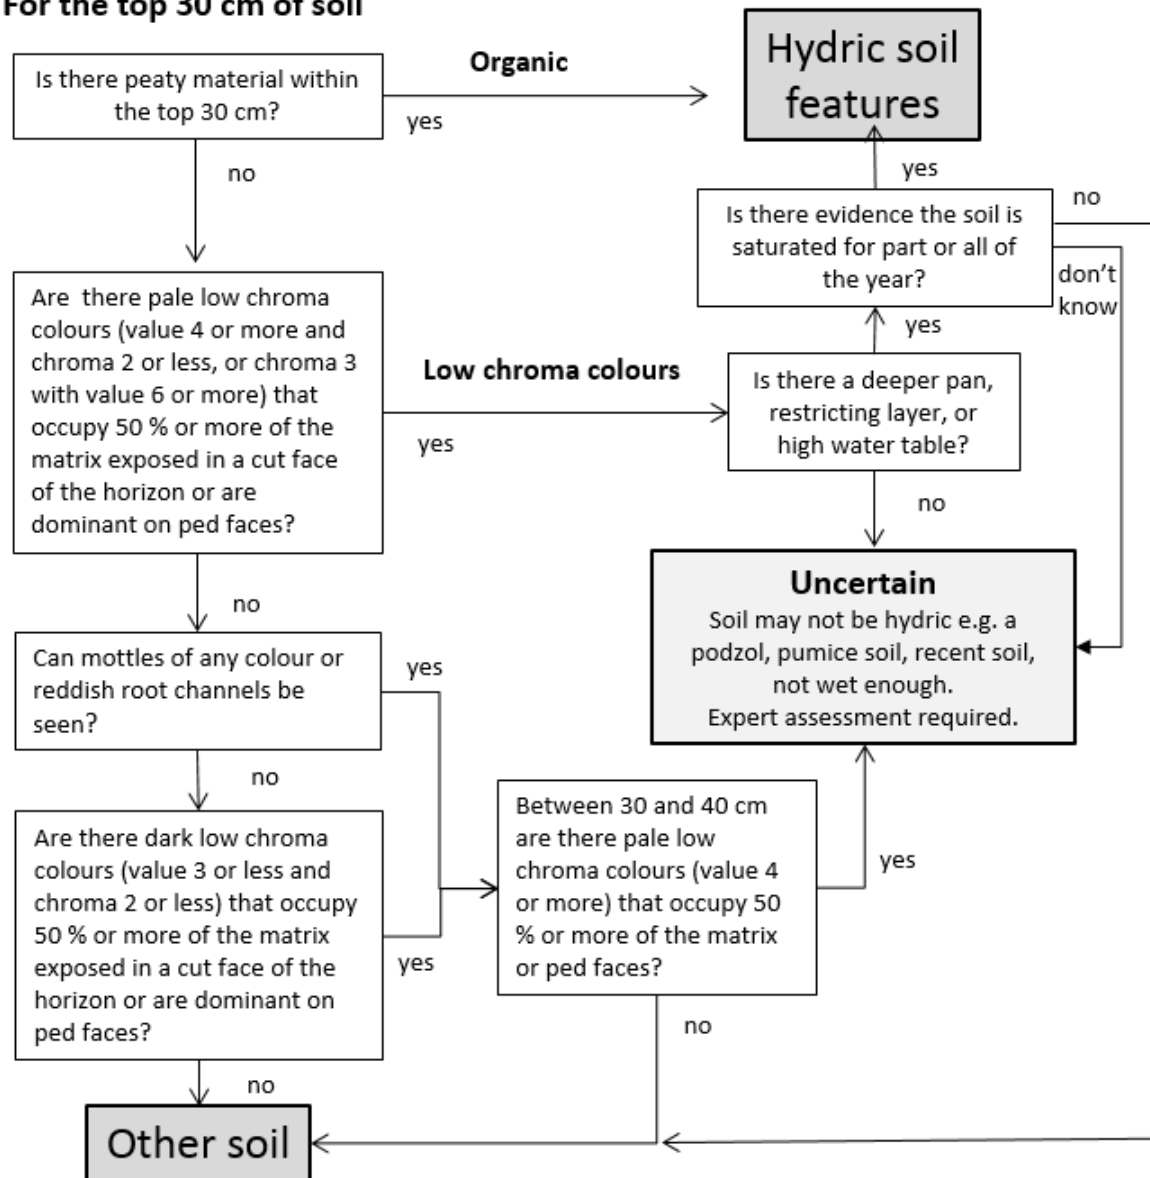 For the top 30 cm of soil
Is there peaty material within
the top 30 cm?
Organic
yes
Hydric soil
features
no
yes
Is there evidence the soil is
saturated for part or all of
the year?
no
don't
know
Are there pale low chroma
colours (value 4 or more and
chroma 2 or less, or chroma 3
with value 6 or more) that
occupy 50 % or more of the
matrix exposed in a cut face
of the horizon or are
dominant on ped faces?
Low chroma colours
yes
yes
Is there a deeper pan,
restricting layer, or
high water table?
no
no
Uncertain
Soil may not be hydric e.g. a
podzol, pumice soil, recent soil,
not wet enough.
Expert assessment required.
Can mottles of any colour or
reddish root channels be
seen?
yes
no
Are there dark low chroma
colours (value 3 or less and
chroma 2 or less) that occupy
50 % or more of the matrix
exposed in a cut face of the
horizon or are dominant on
ped faces?
yes
Between 30 and 40 cm
are there pale low
chroma colours (value 4
or more) that occupy 50
% or more of the matrix
or ped faces?
yes
no
no
Other soil